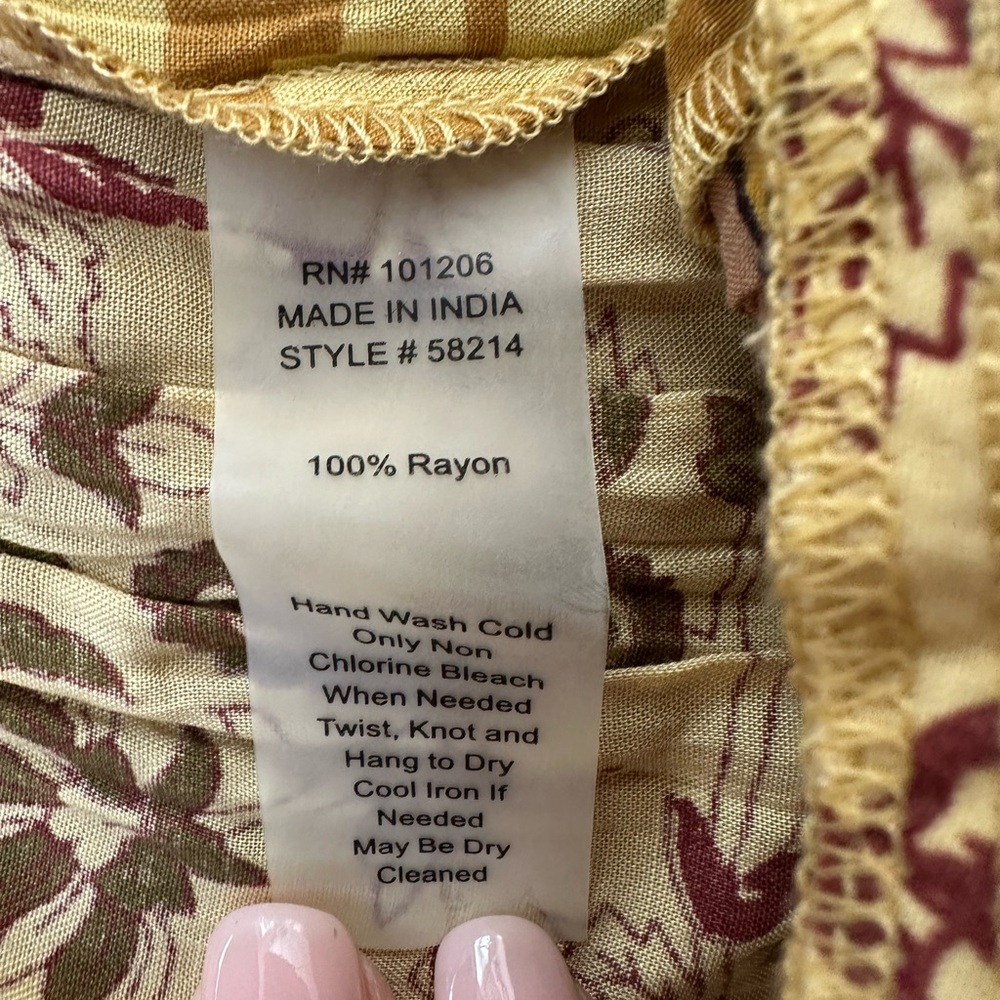 RN# 101206
MADE IN INDIA
STYLE # 58214
100% Rayon
Hand Wash Cold
Only Non
Chlorine Bleach
When Needed
Twist, Knot and
Hang to Dry
Cool Iron If
Needed
May Be Dry
Cleaned